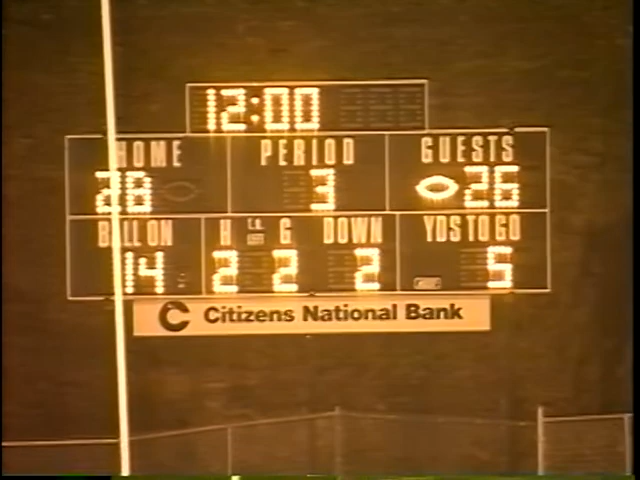 12:00
HOME PERIOD GUESTS
28 3 26
BALL ON H T.O. LEFT G DOWN YDS TO GO
14 2 2 2 5
C Citizens National Bank